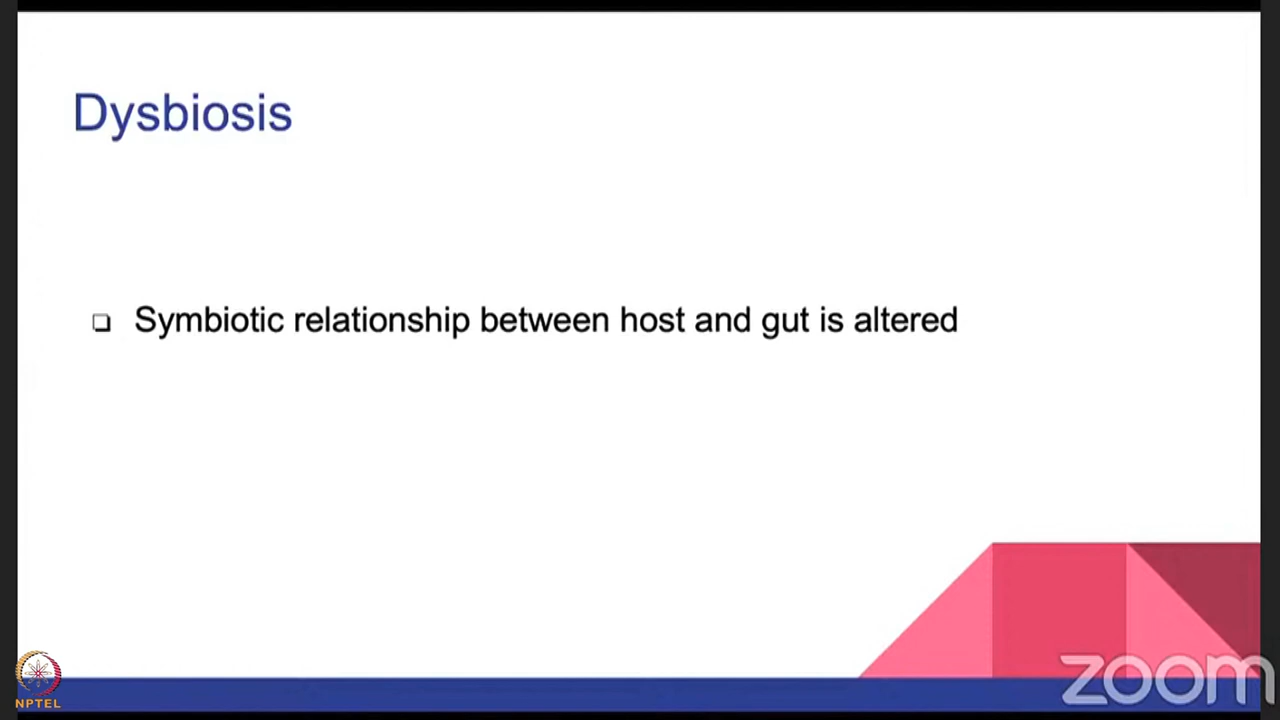 Dysbiosis
❑ Symbiotic relationship between host and gut is altered
NPTEL
zoom